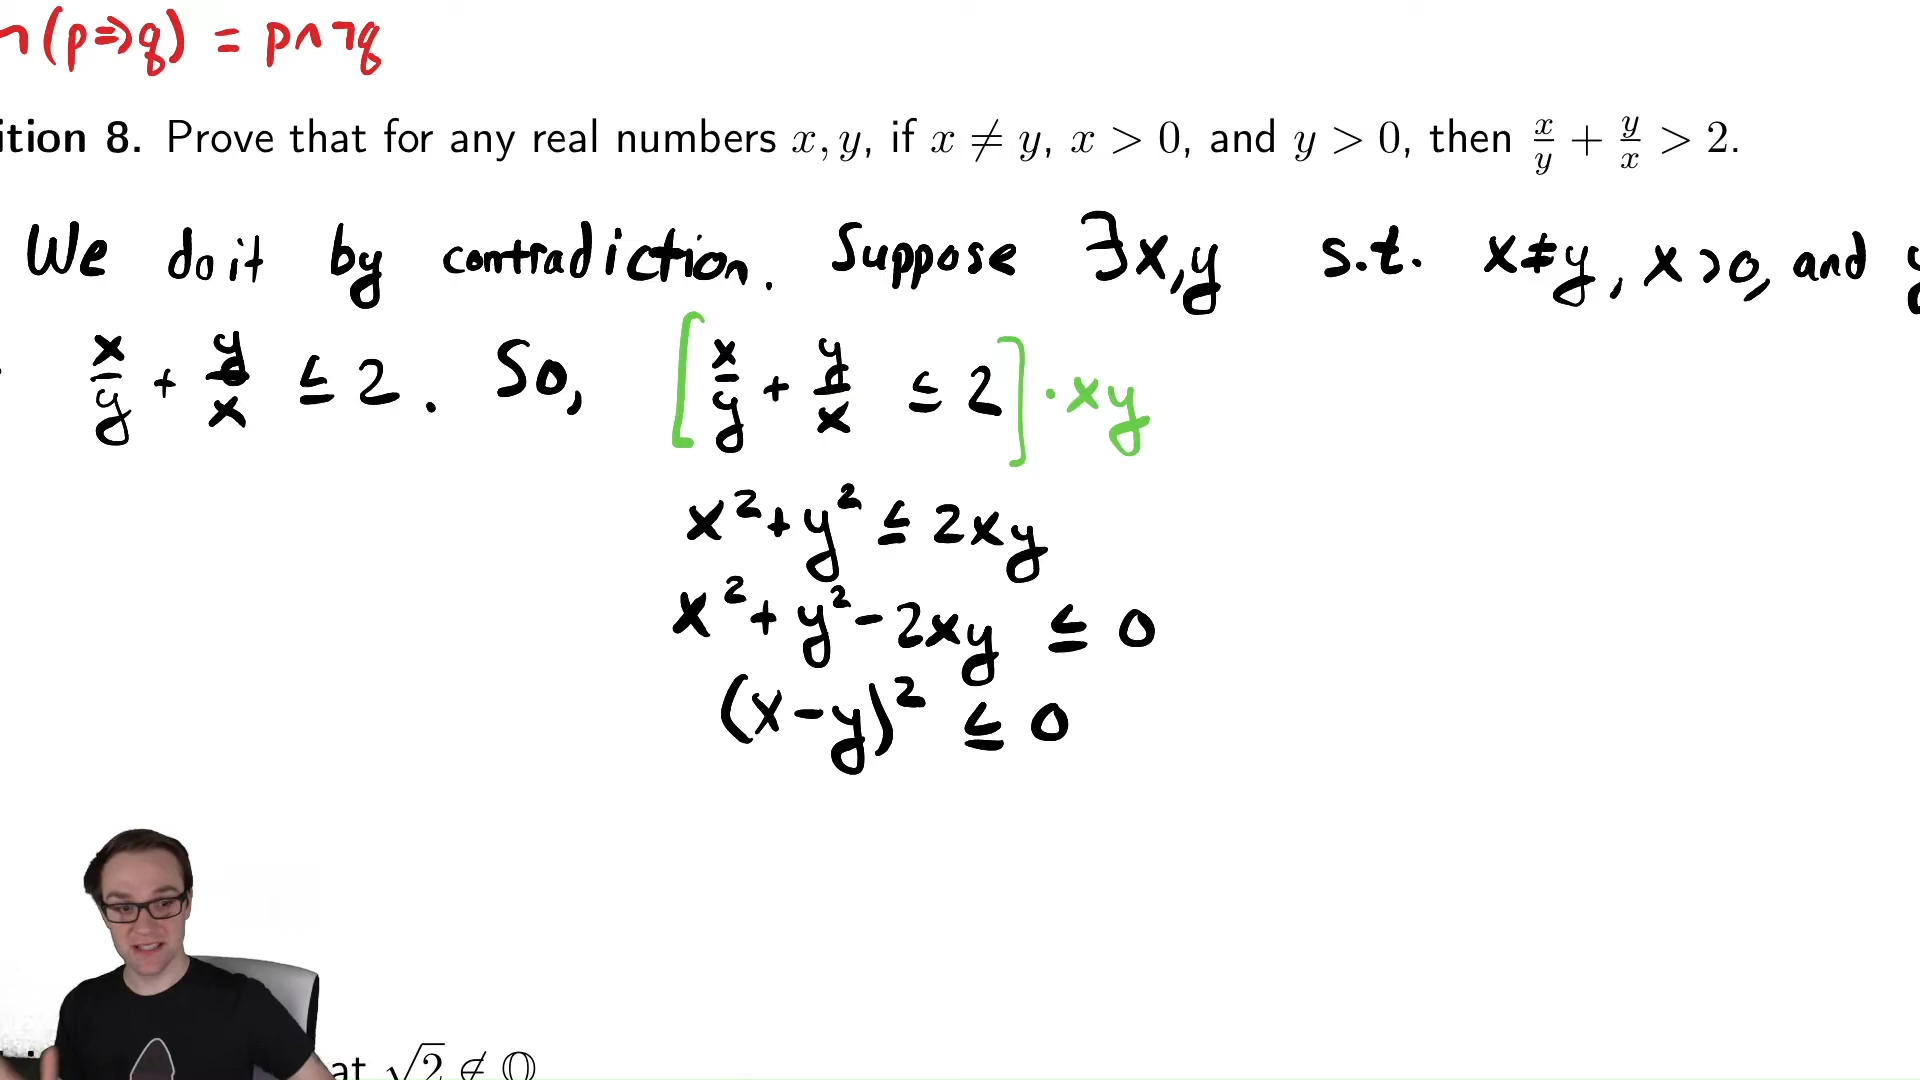 ¬(p⇒q) = p∧¬q
ition 8. Prove that for any real numbers x, y, if x ≠ y, x > 0, and y > 0, then x/y + y/x > 2.
We do it by contradiction. Suppose ∃x,y s.t. x≠y, x>0, and y
x/y + y/x ≤ 2. So, [x/y + y/x ≤ 2]·xy
x²+y² ≤ 2xy
x²+y²-2xy ≤ 0
(x-y)² ≤ 0
at √2 ∉ ℚ